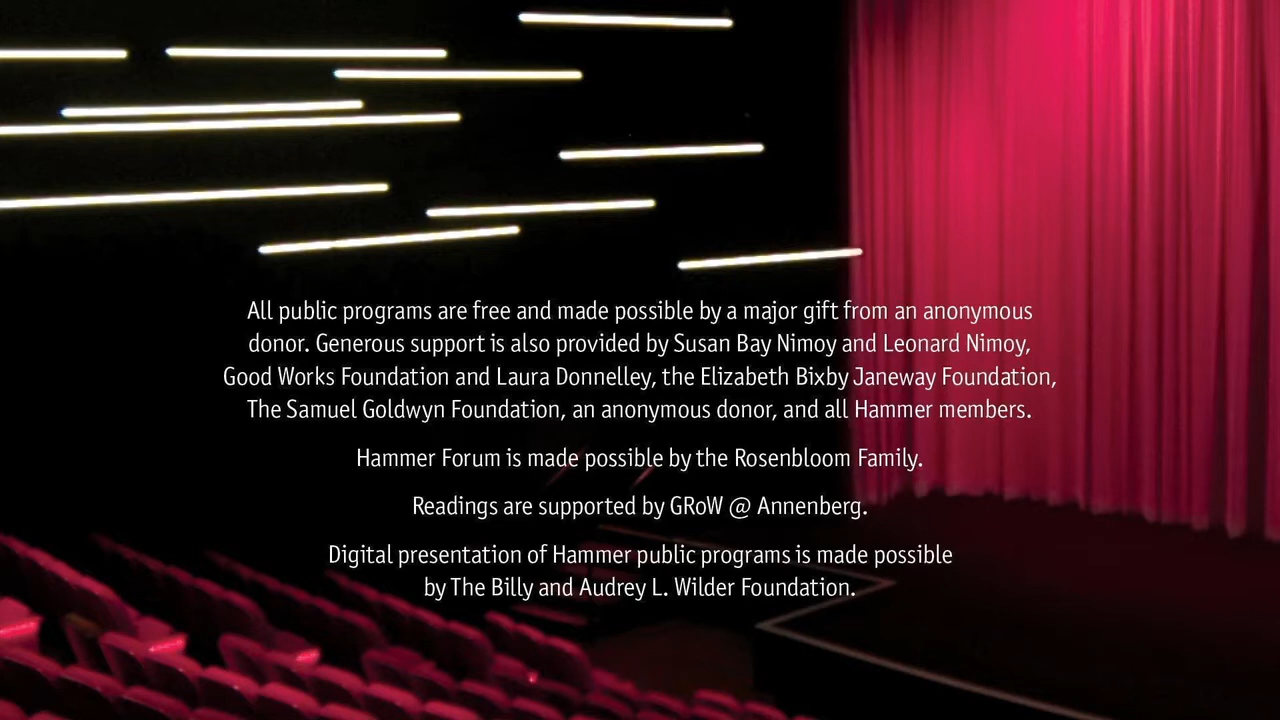 All public programs are free and made possible by a major gift from an anonymous
donor. Generous support is also provided by Susan Bay Nimoy and Leonard Nimoy,
Good Works Foundation and Laura Donnelley, the Elizabeth Bixby Janeway Foundation,
The Samuel Goldwyn Foundation, an anonymous donor, and all Hammer members.
Hammer Forum is made possible by the Rosenbloom Family.
Readings are supported by GRoW @ Annenberg.
Digital presentation of Hammer public programs is made possible
by The Billy and Audrey L. Wilder Foundation.